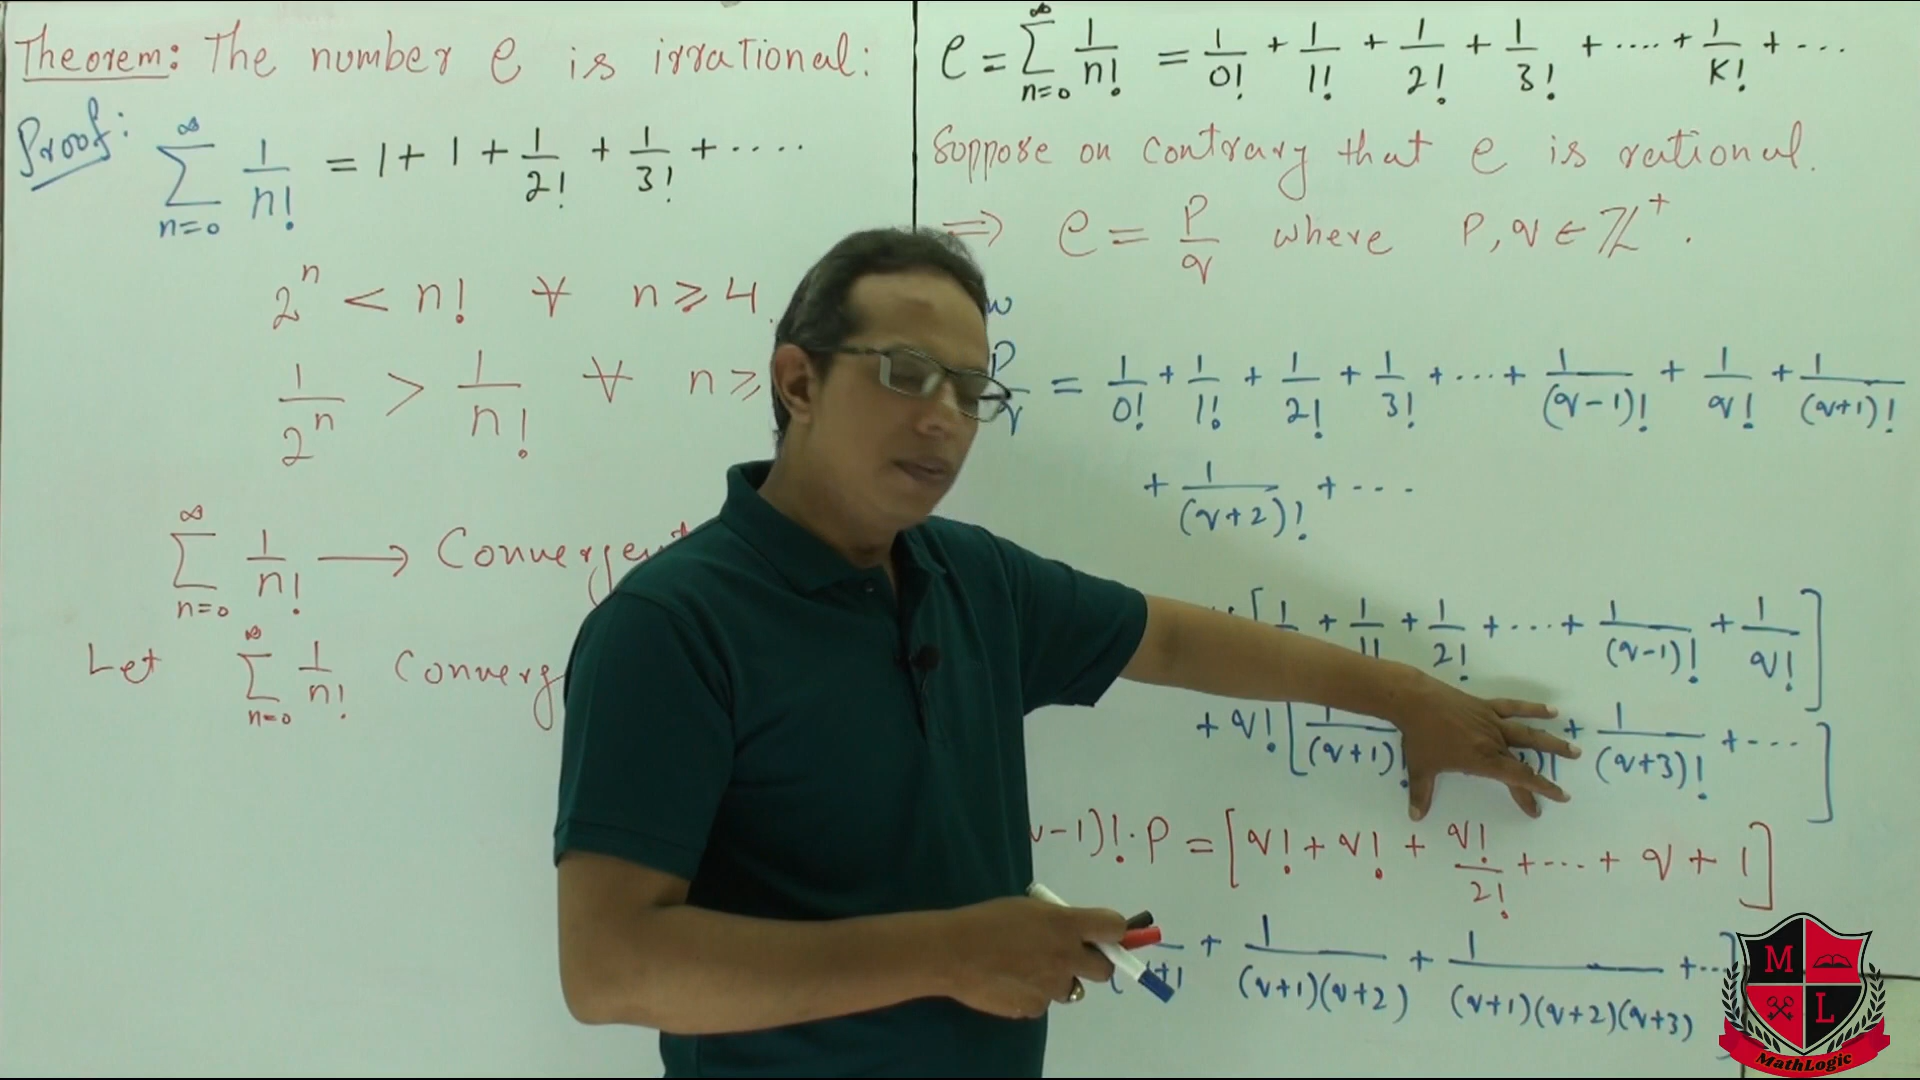 Theorem: The number e is irrational:
Proof: ∑_{n=0}^{∞} 1/n! = 1 + 1 + 1/2! + 1/3! + ....
2^n < n! ∀ n ≥ 4.
1/2^n > 1/n! ∀ n ≥
∑_{n=0}^{∞} 1/n! ⟶ Convergent
Let ∑_{n=0}^{∞} 1/n! Converg
e = ∑_{n=0}^{∞} 1/n! = 1/0! + 1/1! + 1/2! + 1/3! + .... + 1/K! + ...
Suppose on contrary that e is rational.
⟹ e = p/q where p, q ∈ ℤ^+.
w
p/q = 1/0! + 1/1! + 1/2! + 1/3! + ... + 1/(q-1)! + 1/q! + 1/(q+1)!
+ 1/(q+2)! + ...
[1/ + 1/1! + 1/2! + ... + 1/(q-1)! + 1/q!]
+ q! [1/(q+1)! + 1/(q+3)! + ...]
-1)!.p = [q! + q! + q!/2! + ... + q + 1]
+1 + 1/(q+1)(q+2) + 1/(q+1)(q+2)(q+3) + ...]
M
L
MathLogic